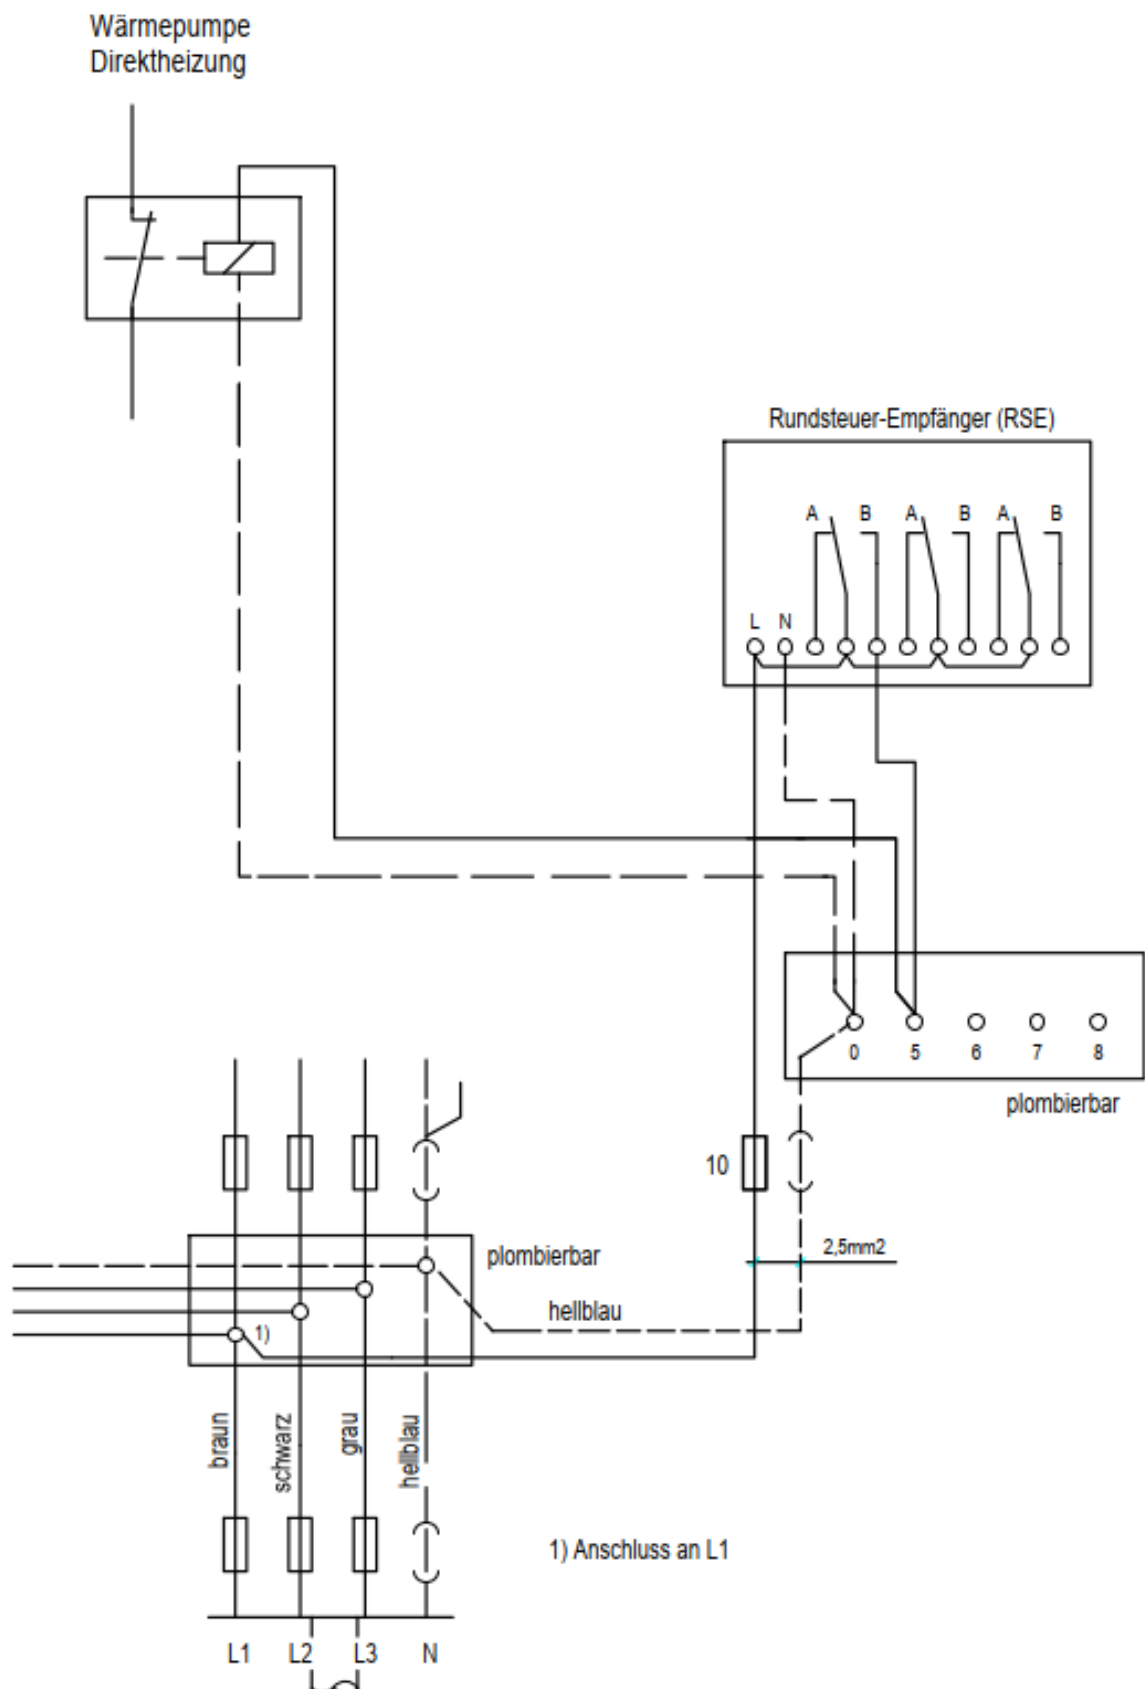 Wärmepumpe
Direktheizung
Rundsteuer-Empfänger (RSE)
A B A B A B
L N
0 5 6 7 8
plombierbar
10
2,5mm2
plombierbar
hellblau
1)
braun
schwarz
grau
hellblau
1) Anschluss an L1
L1 L2 L3 N